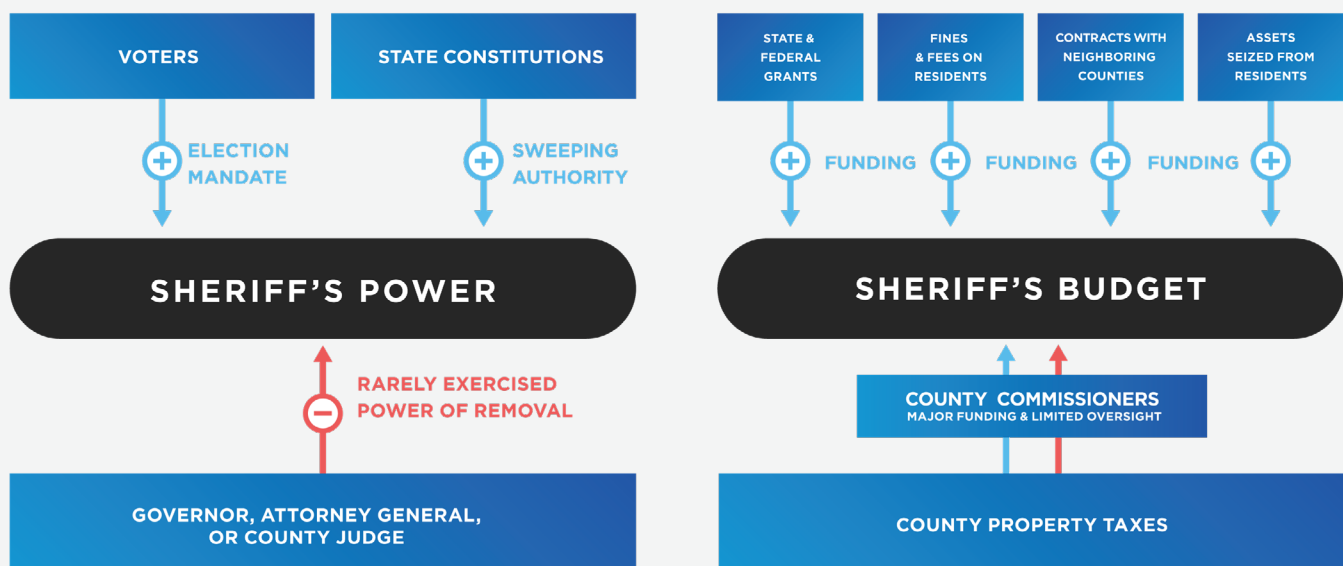 VOTERS
STATE CONSTITUTIONS
ELECTION
MANDATE
SWEEPING
AUTHORITY
SHERIFF’S POWER
RARELY EXERCISED
POWER OF REMOVAL
GOVERNOR, ATTORNEY GENERAL,
OR COUNTY JUDGE
STATE &
FEDERAL
GRANTS
FINES
& FEES ON
RESIDENTS
CONTRACTS WITH
NEIGHBORING
COUNTIES
ASSETS
SEIZED FROM
RESIDENTS
FUNDING
FUNDING
FUNDING
SHERIFF’S BUDGET
COUNTY COMMISSIONERS
MAJOR FUNDING & LIMITED OVERSIGHT
COUNTY PROPERTY TAXES